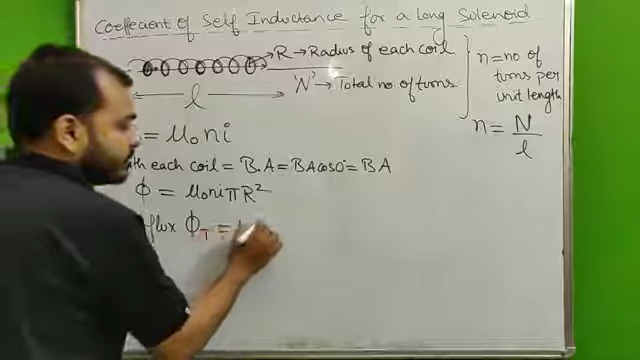 Coefficient of Self Inductance for a long Solenoid
R → Radius of each coil
l
'N' → Total no of turns
n = no of
turns per
unit length
n = N/l
= μ₀ni
with each coil = B.A = BAcos0° = BA
ϕ = μ₀niπR²
flux ϕ_T =